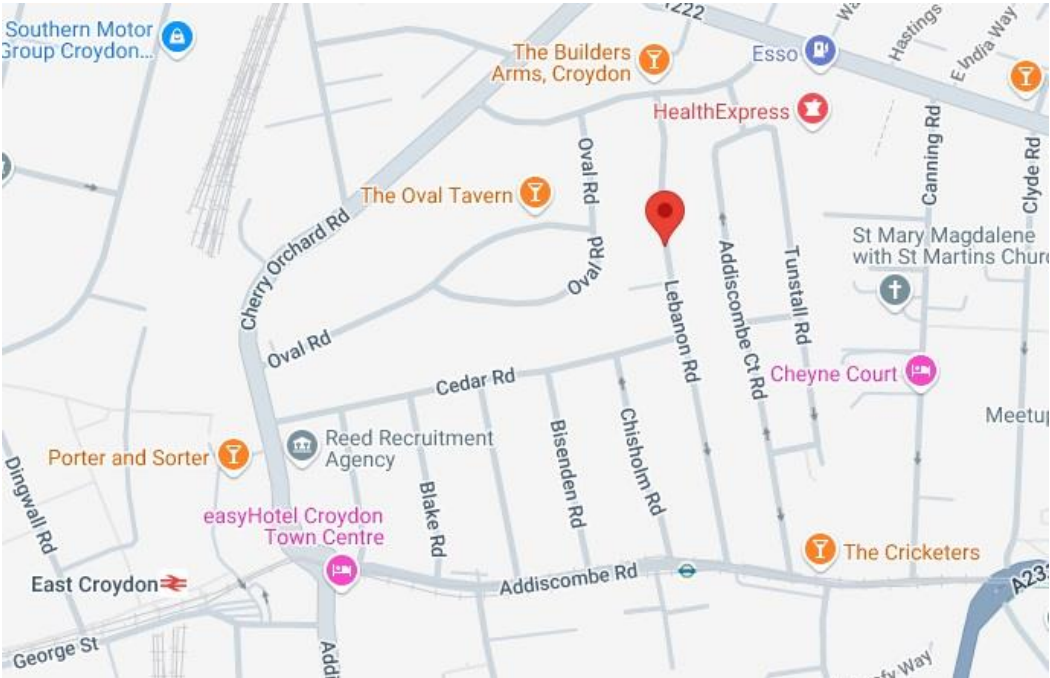 Southern Motor
Group Croydon...
The Builders
Arms, Croydon
Esso
Hastings
E India Way
HealthExpress
Canning Rd
Clyde Rd
Oval Rd
The Oval Tavern
Cherry Orchard Rd
Oval Rd
Lebanon Rd
Addiscombe Ct Rd
Tunstall Rd
St Mary Magdalene
with St Martins Churc
Oval Rd
Cedar Rd
Cheyne Court
Meetup
Reed Recruitment
Agency
Porter and Sorter
Dingwall Rd
Blake Rd
Bisenden Rd
Chisholm Rd
easyHotel Croydon
Town Centre
The Cricketers
East Croydon
Addiscombe Rd
George St
Addi
Way